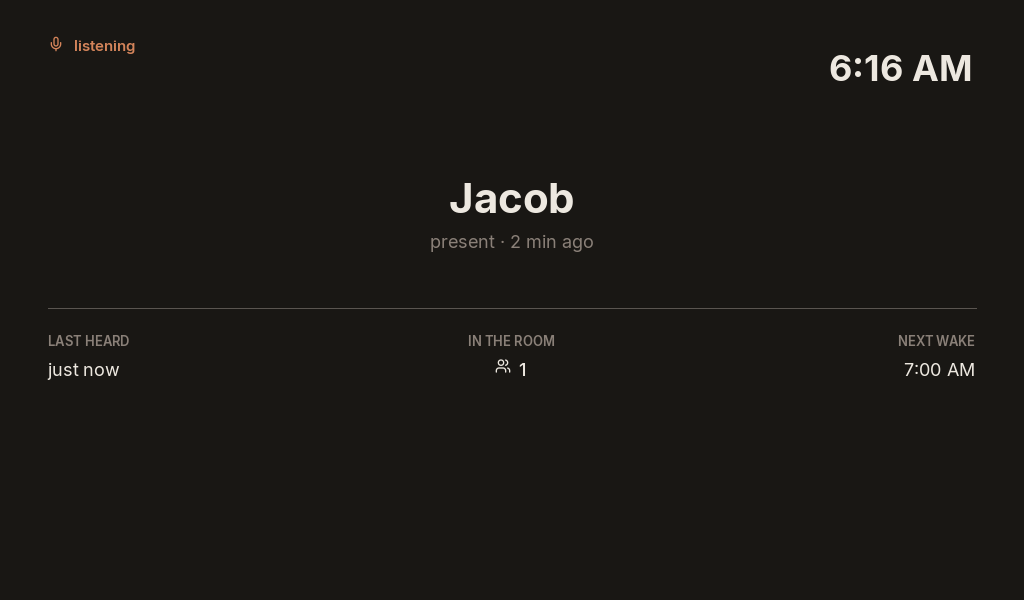 listening
6:16 AM
Jacob
present · 2 min ago
LAST HEARD
just now
IN THE ROOM
1
NEXT WAKE
7:00 AM